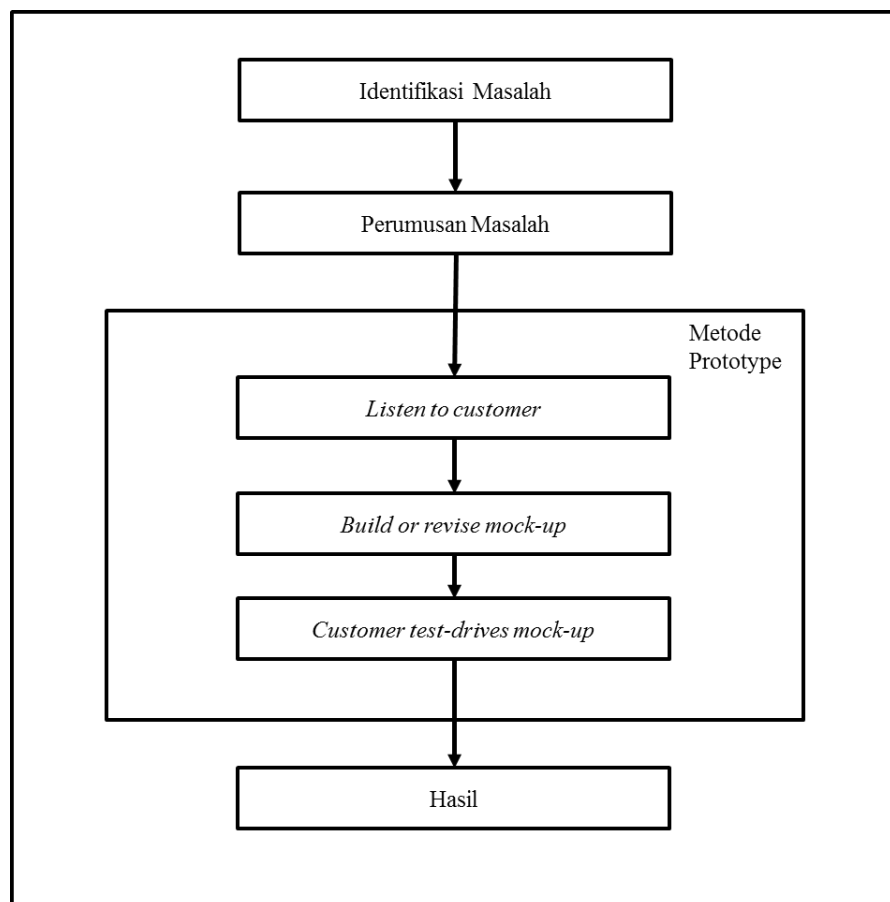 Identifikasi Masalah
Perumusan Masalah
Metode
Prototype
Listen to customer
Build or revise mock-up
Customer test-drives mock-up
Hasil